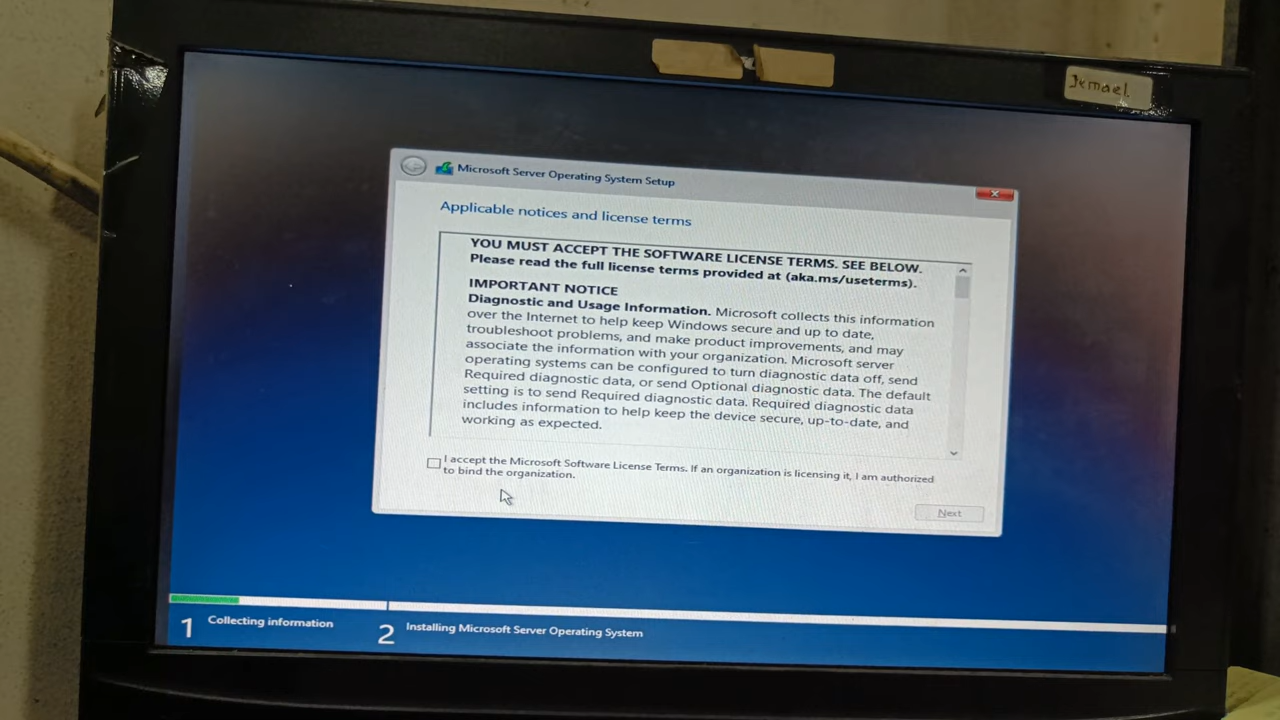 Jemael.
Microsoft Server Operating System Setup
Applicable notices and license terms
YOU MUST ACCEPT THE SOFTWARE LICENSE TERMS. SEE BELOW.
Please read the full license terms provided at (aka.ms/useterms).
IMPORTANT NOTICE
Diagnostic and Usage Information. Microsoft collects this information
over the Internet to help keep Windows secure and up to date,
troubleshoot problems, and make product improvements, and may
associate the information with your organization. Microsoft server
operating systems can be configured to turn diagnostic data off, send
Required diagnostic data, or send Optional diagnostic data. The default
setting is to send Required diagnostic data. Required diagnostic data
includes information to help keep the device secure, up-to-date, and
working as expected.
I accept the Microsoft Software License Terms. If an organization is licensing it, I am authorized
to bind the organization.
Next
1 Collecting information
2 Installing Microsoft Server Operating System